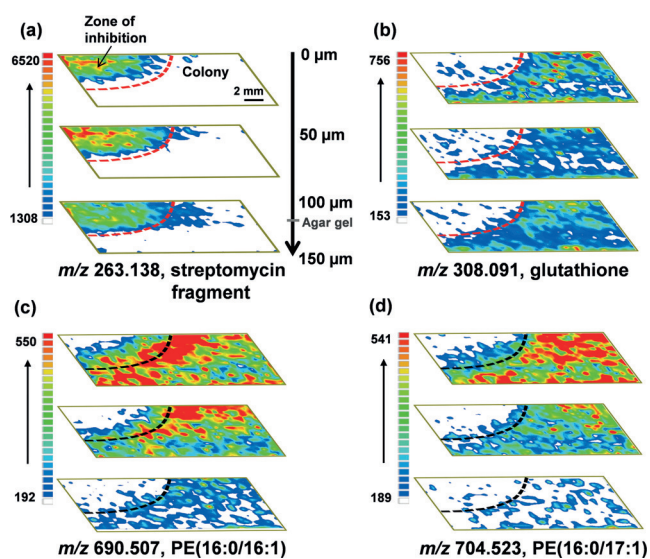 (a)
Zone of
inhibition
6520
Colony
2 mm
1308
0 µm
50 µm
100 µm
Agar gel
150 µm
m/z 263.138, streptomycin
fragment
(b)
756
153
m/z 308.091, glutathione
(c)
550
192
m/z 690.507, PE(16:0/16:1)
(d)
541
189
m/z 704.523, PE(16:0/17:1)